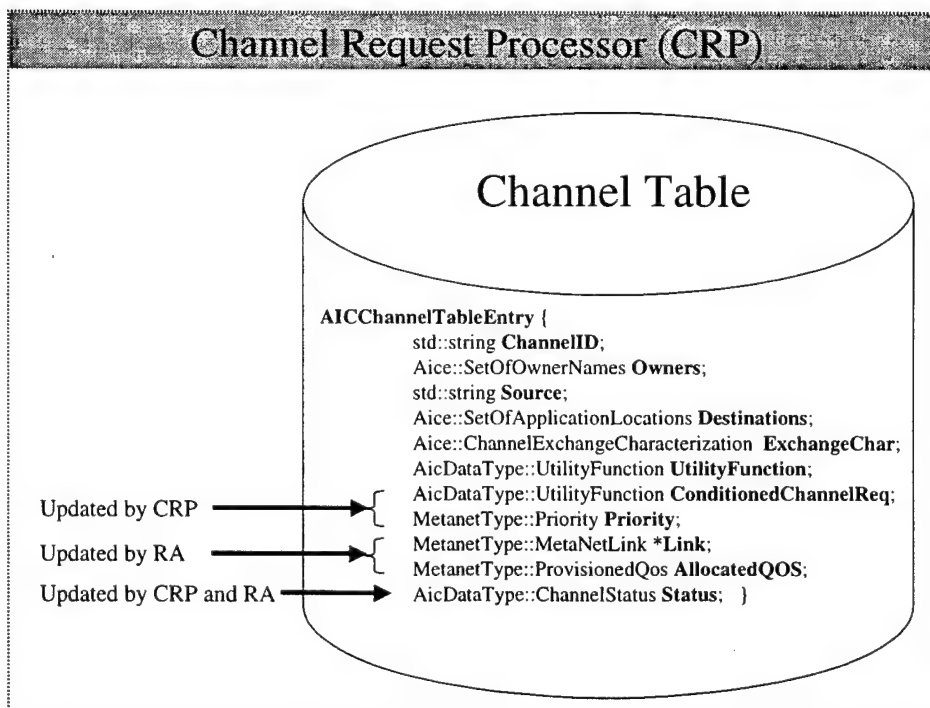 Channel Request Processor (CRP)
Channel Table
AICChannelTableEntry {
std::string ChannelID;
Aice::SetOfOwnerNames Owners;
std::string Source;
Aice::SetOfApplicationLocations Destinations;
Aice::ChannelExchangeCharacterization ExchangeChar;
AicDataType::UtilityFunction UtilityFunction;
AicDataType::UtilityFunction ConditionedChannelReq;
MetanetType::Priority Priority;
MetanetType::MetaNetLink *Link;
MetanetType::ProvisionedQos AllocatedQOS;
AicDataType::ChannelStatus Status; }
Updated by CRP
Updated by RA
Updated by CRP and RA